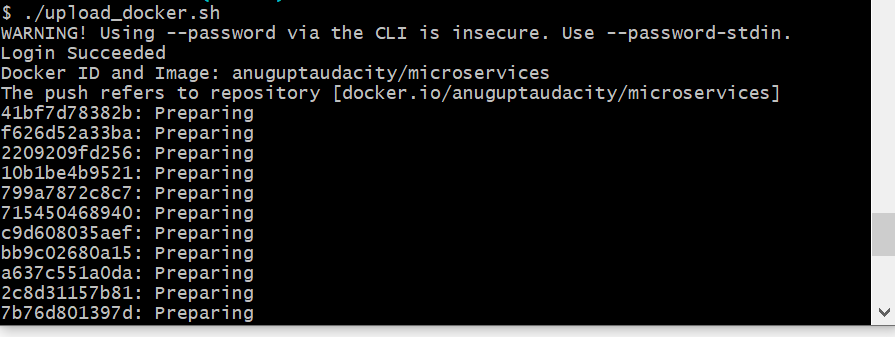 $ ./upload_docker.sh
WARNING! Using --password via the CLI is insecure. Use --password-stdin.
Login Succeeded
Docker ID and Image: anuguptaudacity/microservices
The push refers to repository [docker.io/anuguptaudacity/microservices]
41bf7d78382b: Preparing
f626d52a33ba: Preparing
2209209fd256: Preparing
10b1be4b9521: Preparing
799a7872c8c7: Preparing
715450468940: Preparing
c9d608035aef: Preparing
bb9c02680a15: Preparing
a637c551a0da: Preparing
2c8d31157b81: Preparing
7b76d801397d: Preparing